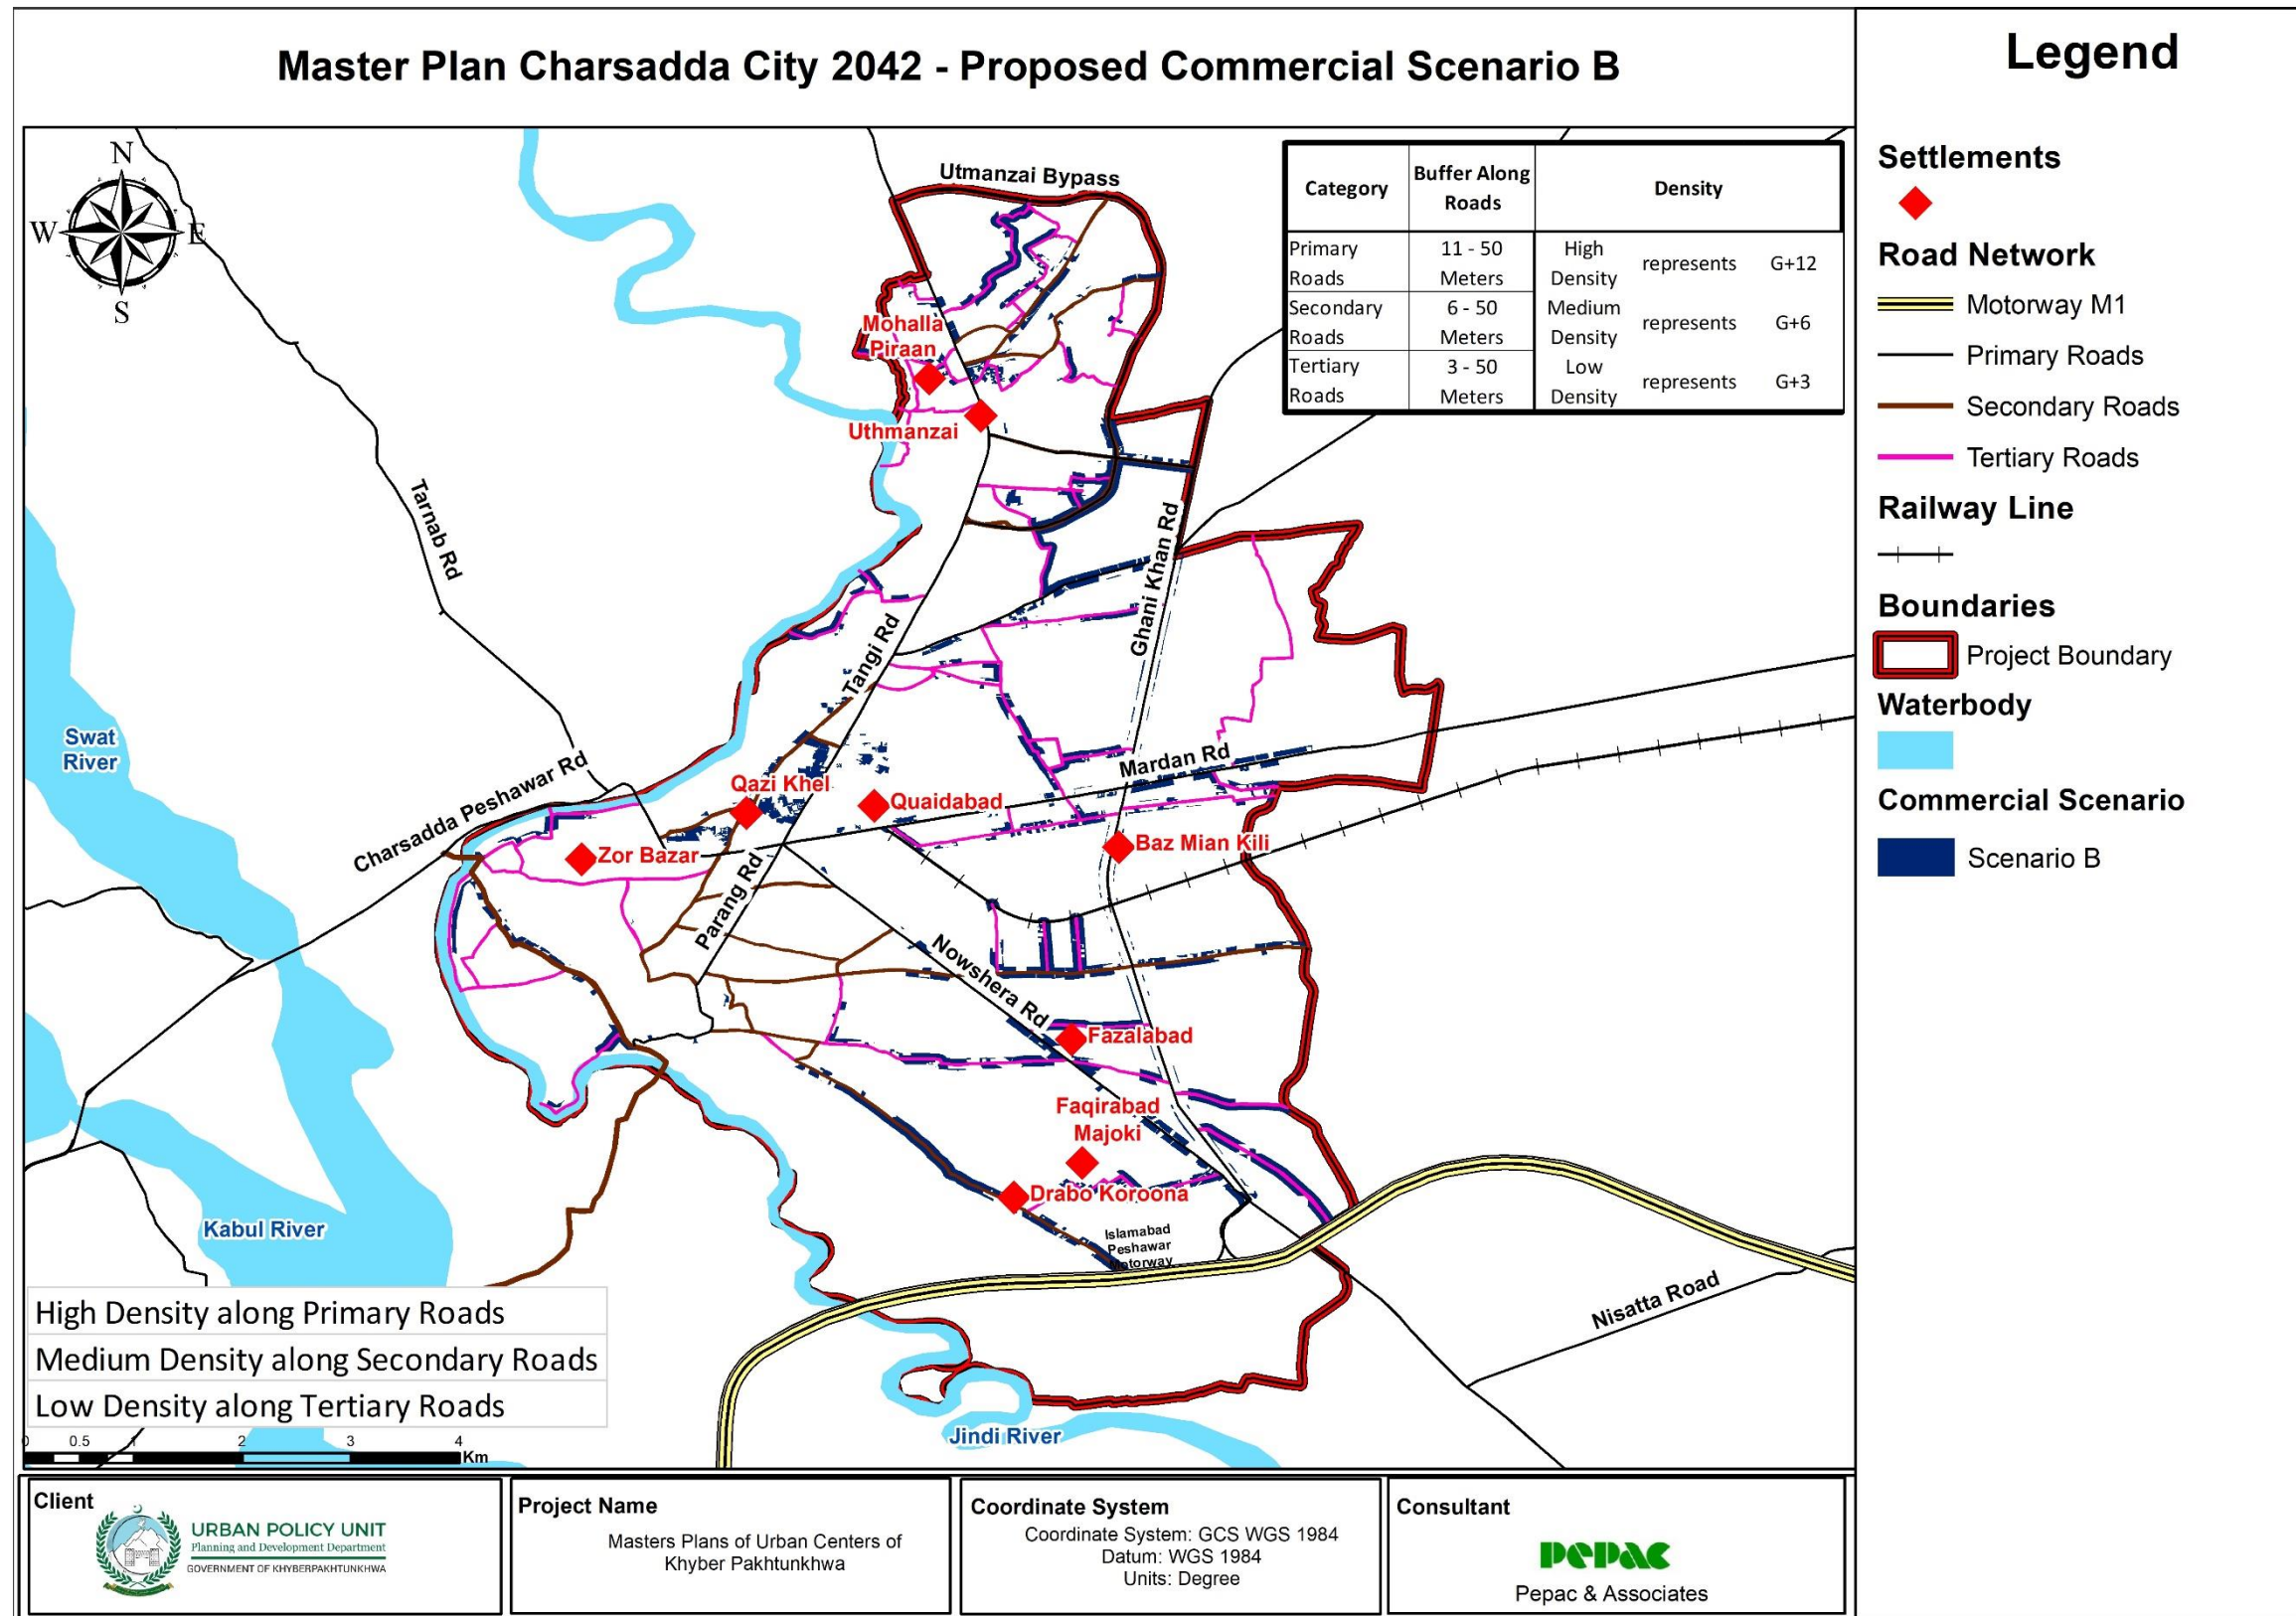 Master Plan Charsadda City 2042 - Proposed Commercial Scenario B
N
W
E
S
Utmanzai Bypass
Category
Buffer Along
Roads
Density
Primary
Roads
11 - 50
Meters
High
Density
represents
G+12
Secondary
Roads
6 - 50
Meters
Medium
Density
represents
G+6
Tertiary
Roads
3 - 50
Meters
Low
Density
represents
G+3
Mohalla
Piraan
Uthmanzai
Tarnab Rd
Ghani Khan Rd
Tangi Rd
Swat
River
Charsadda Peshawar Rd
Qazi Khel
Quaidabad
Mardan Rd
Zor Bazar
Baz Mian Kili
Parang Rd
Nowshera Rd
Fazalabad
Faqirabad
Majoki
Drabo Koroona
Islamabad
Peshawar
Motorway
Kabul River
Nisatta Road
Jindi River
High Density along Primary Roads
Medium Density along Secondary Roads
Low Density along Tertiary Roads
0 0.5 1 2 3 4
Km
Legend
Settlements
Road Network
Motorway M1
Primary Roads
Secondary Roads
Tertiary Roads
Railway Line
Boundaries
Project Boundary
Waterbody
Commercial Scenario
Scenario B
Client
URBAN POLICY UNIT
Planning and Development Department
GOVERNMENT OF KHYBERPAKHTUNKHWA
Project Name
Masters Plans of Urban Centers of
Khyber Pakhtunkhwa
Coordinate System
Coordinate System: GCS WGS 1984
Datum: WGS 1984
Units: Degree
Consultant
PEPAC
Pepac & Associates